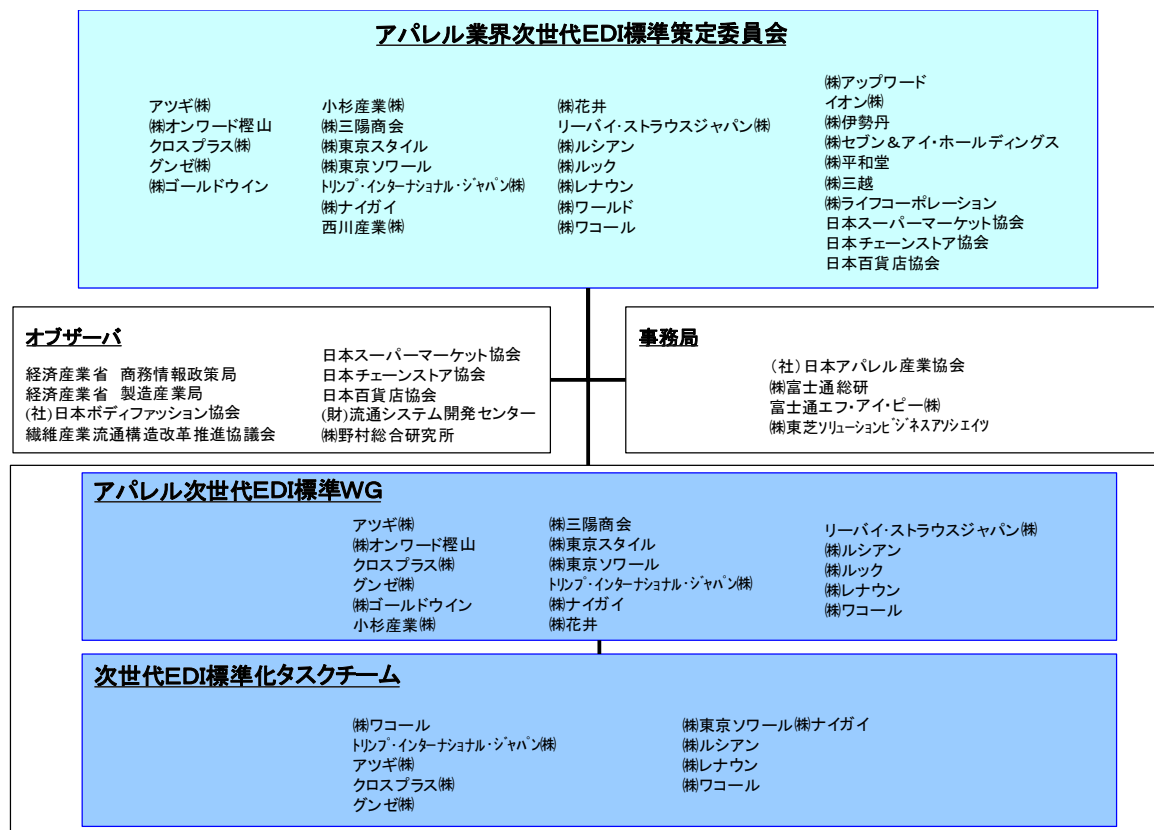 アパレル業界次世代EDI標準策定委員会
アツギ㈱
㈱オンワード樫山
クロスプラス㈱
グンゼ㈱
㈱ゴールドウイン
小杉産業㈱
㈱三陽商会
㈱東京スタイル
㈱東京ソワール
トリンプ・インターナショナル・ジャパン㈱
㈱ナイガイ
西川産業㈱
㈱花井
リーバイ・ストラウスジャパン㈱
㈱ルシアン
㈱ルック
㈱レナウン
㈱ワールド
㈱ワコール
㈱アップワード
イオン㈱
㈱伊勢丹
㈱セブン＆アイ・ホールディングス
㈱平和堂
㈱三越
㈱ライフコーポレーション
日本スーパーマーケット協会
日本チェーンストア協会
日本百貨店協会
オブザーバ
経済産業省 商務情報政策局
経済産業省 製造産業局
(社)日本ボディファッション協会
繊維産業流通構造改革推進協議会
日本スーパーマーケット協会
日本チェーンストア協会
日本百貨店協会
(財)流通システム開発センター
㈱野村総合研究所
事務局
（社）日本アパレル産業協会
㈱富士通総研
富士通エフ・アイ・ピー㈱
㈱東芝ソリューションビジネスアソシエイツ
アパレル次世代EDI標準WG
アツギ㈱
㈱オンワード樫山
クロスプラス㈱
グンゼ㈱
㈱ゴールドウイン
小杉産業㈱
㈱三陽商会
㈱東京スタイル
㈱東京ソワール
トリンプ・インターナショナル・ジャパン㈱
㈱ナイガイ
㈱花井
リーバイ・ストラウスジャパン㈱
㈱ルシアン
㈱ルック
㈱レナウン
㈱ワコール
次世代EDI標準化タスクチーム
㈱ワコール
トリンプ・インターナショナル・ジャパン㈱
アツギ㈱
クロスプラス㈱
グンゼ㈱
㈱東京ソワール㈱ナイガイ
㈱ルシアン
㈱レナウン
㈱ワコール